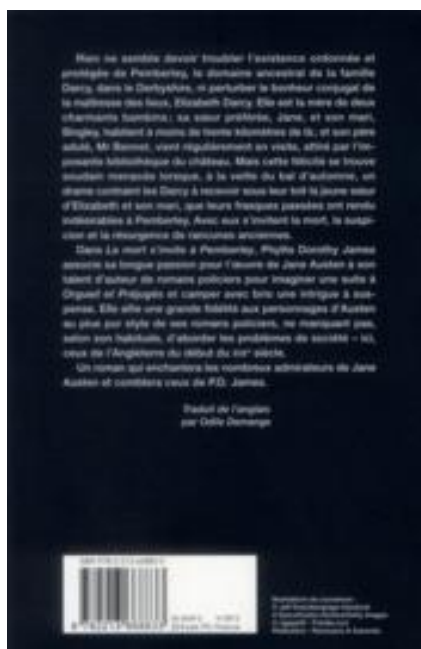 Rien ne semble devoir troubler l'existence ordonnée et
protégée de Pemberley, le domaine ancestral de la famille
Darcy, dans le Derbyshire, ni perturber le bonheur conjugal de
la maîtresse des lieux, Elizabeth Darcy. Elle est la mère de deux
charmants bambins ; sa sœur préférée, Jane, et son mari,
Bingley, habitent à moins de trente kilomètres de là, et son père
adulé, Mr Bennet, vient régulièrement en visite, attiré par l'im-
posante bibliothèque du château. Mais cette félicité se trouve
soudain menacée lorsque, à la veille du bal d'automne, un
drame contraint les Darcy à recevoir sous leur toit la jeune sœur
d'Elizabeth et son mari, que leurs frasques passées ont rendu
indésirables à Pemberley. Avec eux s'invitent la mort, la suspi-
cion et la résurgence de rancunes anciennes.
Dans La mort s'invite à Pemberley, Phyllis Dorothy James
associe sa longue passion pour l'œuvre de Jane Austen à son
talent d'auteur de romans policiers pour imaginer une suite à
Orgueil et Préjugés et camper avec brio une intrigue à sus-
pense. Elle allie une grande fidélité aux personnages d'Austen
au plus pur style de ses romans policiers, ne manquant pas,
selon son habitude, d'aborder les problèmes de société – ici,
ceux de l'Angleterre du début du XIXe siècle.
Un roman qui enchantera les nombreux admirateurs de Jane
Austen et comblera ceux de P.D. James.
Traduit de l'anglais
par Odile Demange